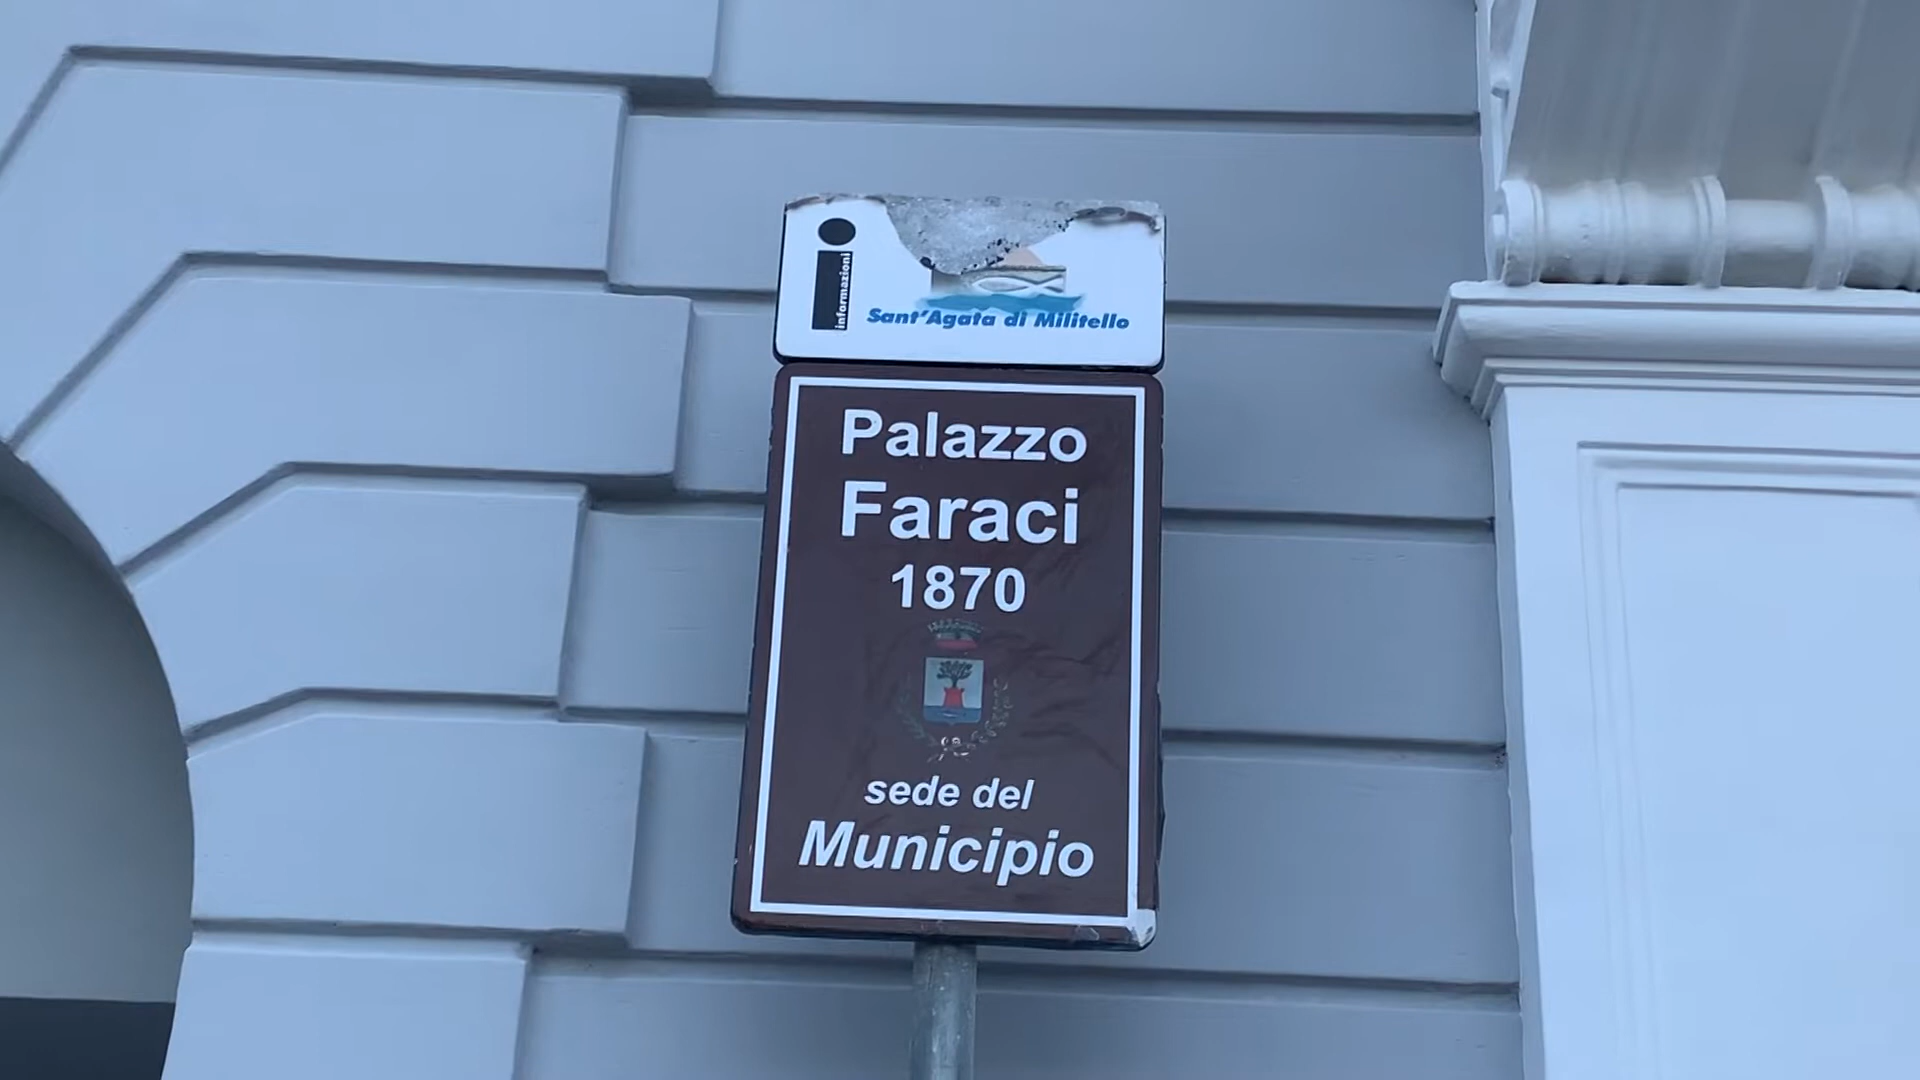 informazioni
Sant'Agata di Militello
Palazzo
Faraci
1870
sede del
Municipio